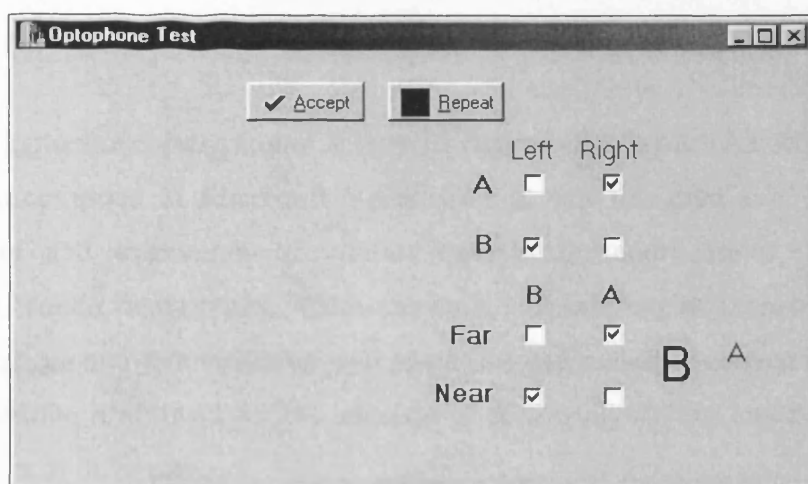 Optophone Test
Accept Repeat
Left Right
A
B
B A
Far
B A
Near